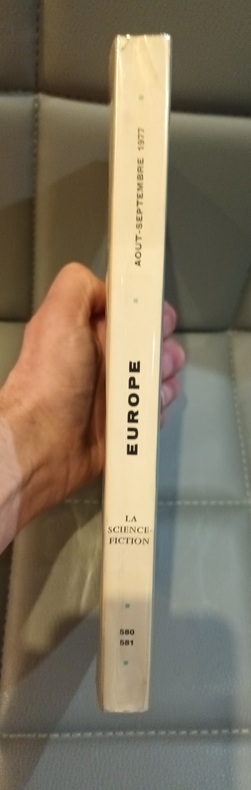 AOUT-SEPTEMBRE 1977
EUROPE
LA
SCIENCE-
FICTION
580
581